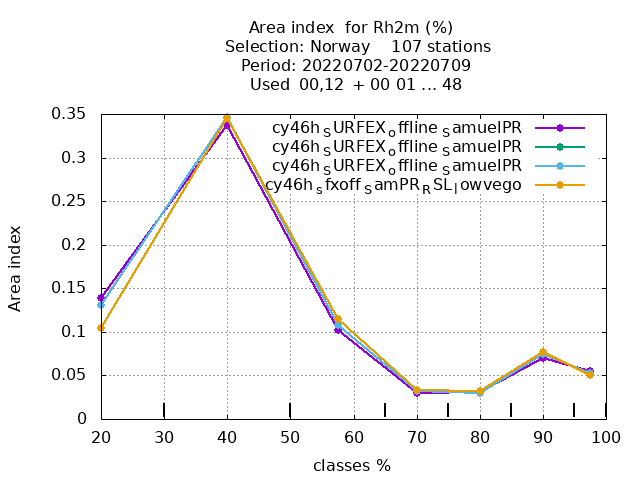 Area index  for Rh2m (%)
Selection: Norway    107 stations
Period: 20220702-20220709
Used  00,12  + 00 01 ... 48
cy46h_SURFEX_offline_SamuelPR
cy46h_SURFEX_offline_SamuelPR
cy46h_SURFEX_offline_SamuelPR
cy46h_sfxoff_SamPR_RSL_lowvego
0.35
0.3
0.25
0.2
0.15
0.1
0.05
0
Area index
20 30 40 50 60 70 80 90 100
classes %